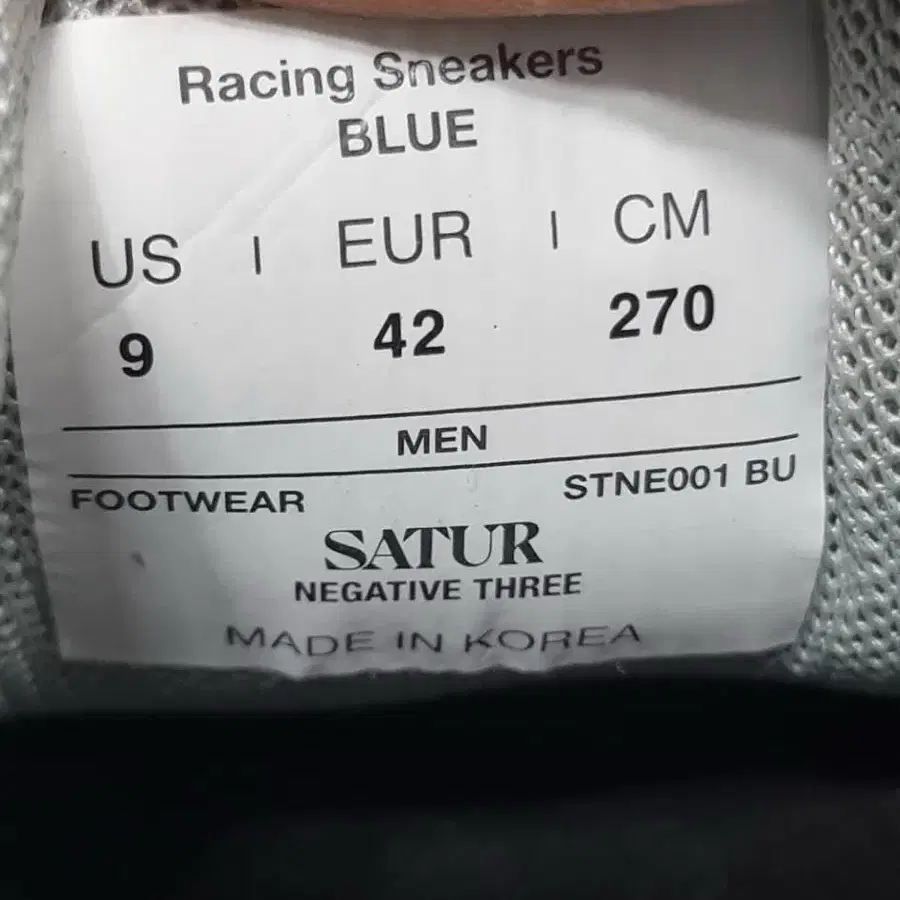 Racing Sneakers
BLUE
US | EUR | CM
9 42 270
MEN
FOOTWEAR STNE001 BU
SATUR
NEGATIVE THREE
MADE IN KOREA